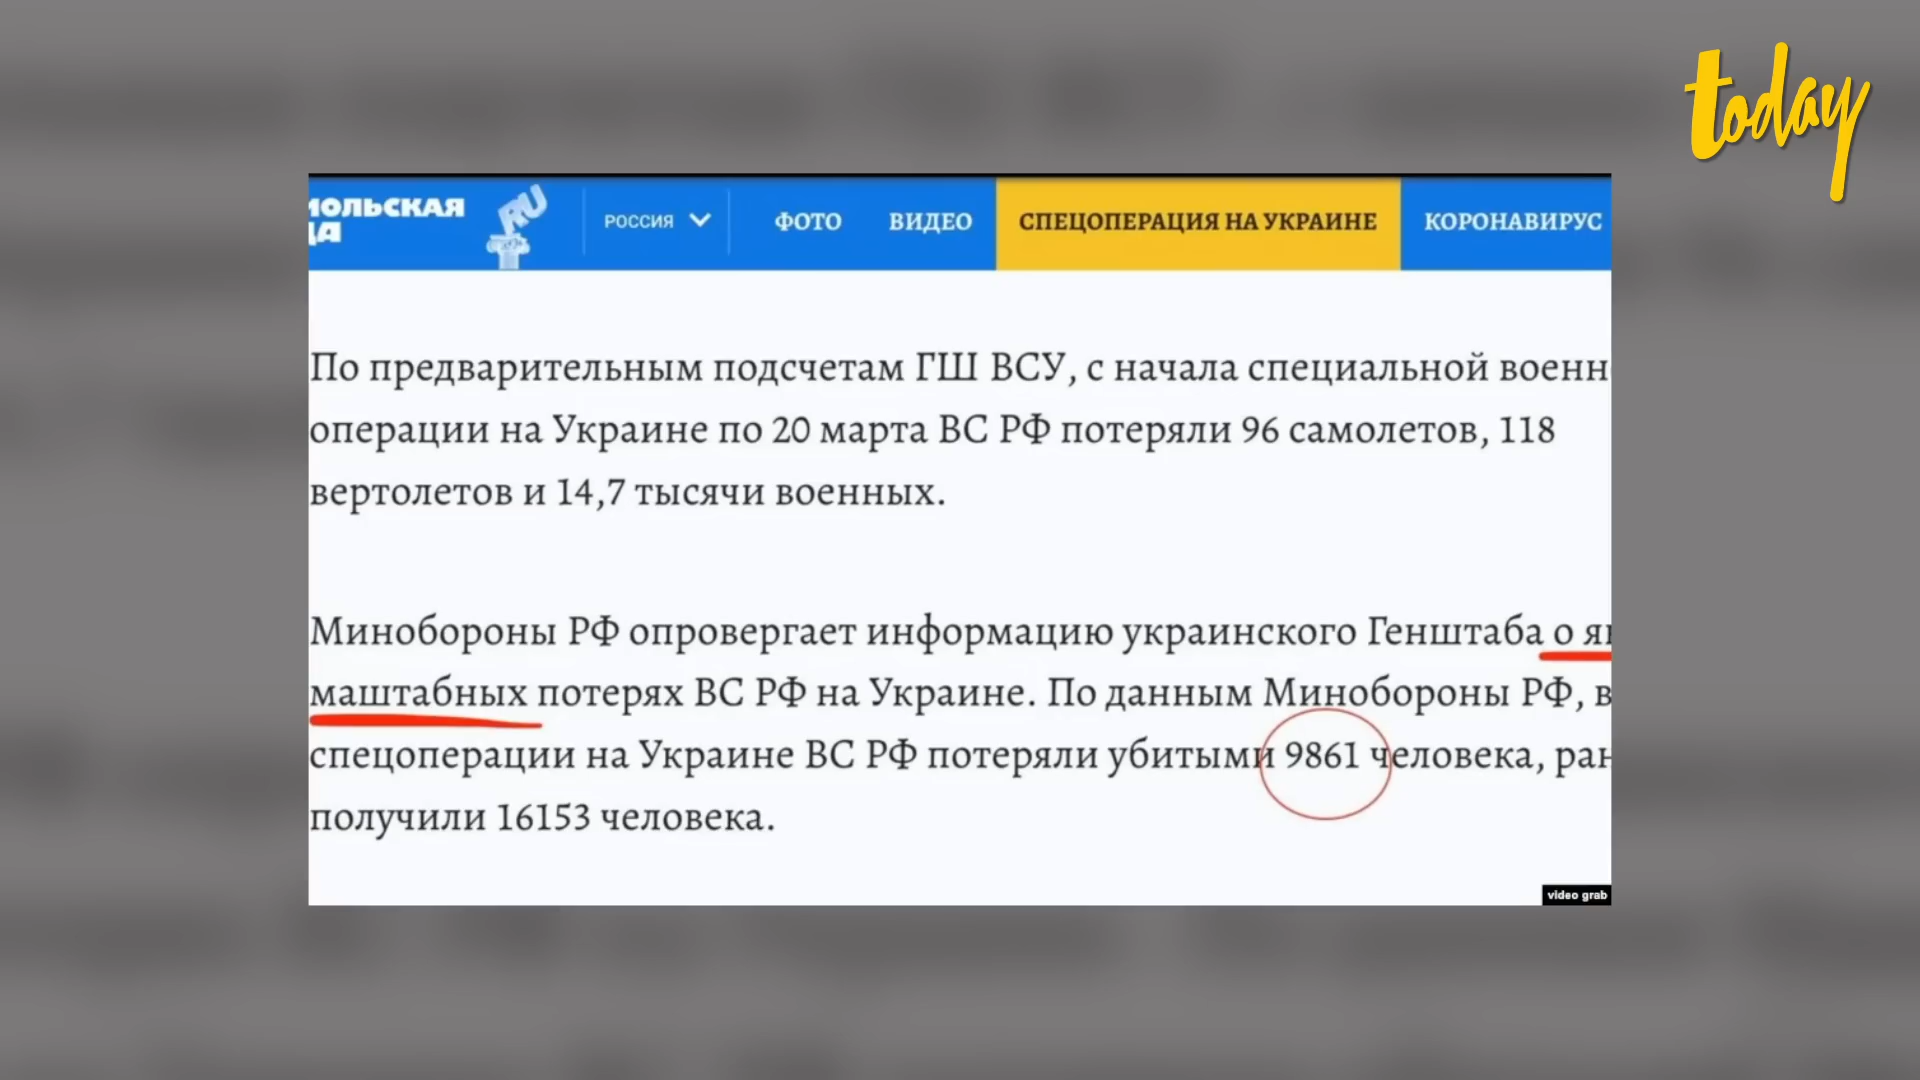 today
МОЛЬСКАЯ
ДА
.RU
РОССИЯ ФОТО ВИДЕО СПЕЦОПЕРАЦИЯ НА УКРАИНЕ КОРОНАВИРУС
По предварительным подсчетам ГШ ВСУ, с начала специальной военн
операции на Украине по 20 марта ВС РФ потеряли 96 самолетов, 118
вертолетов и 14,7 тысячи военных.
Минобороны РФ опровергает информацию украинского Генштаба о
маштабных потерях ВС РФ на Украине. По данным Минобороны РФ, в
спецоперации на Украине ВС РФ потеряли убитыми 9861 человека, ран
получили 16153 человека.
video grab